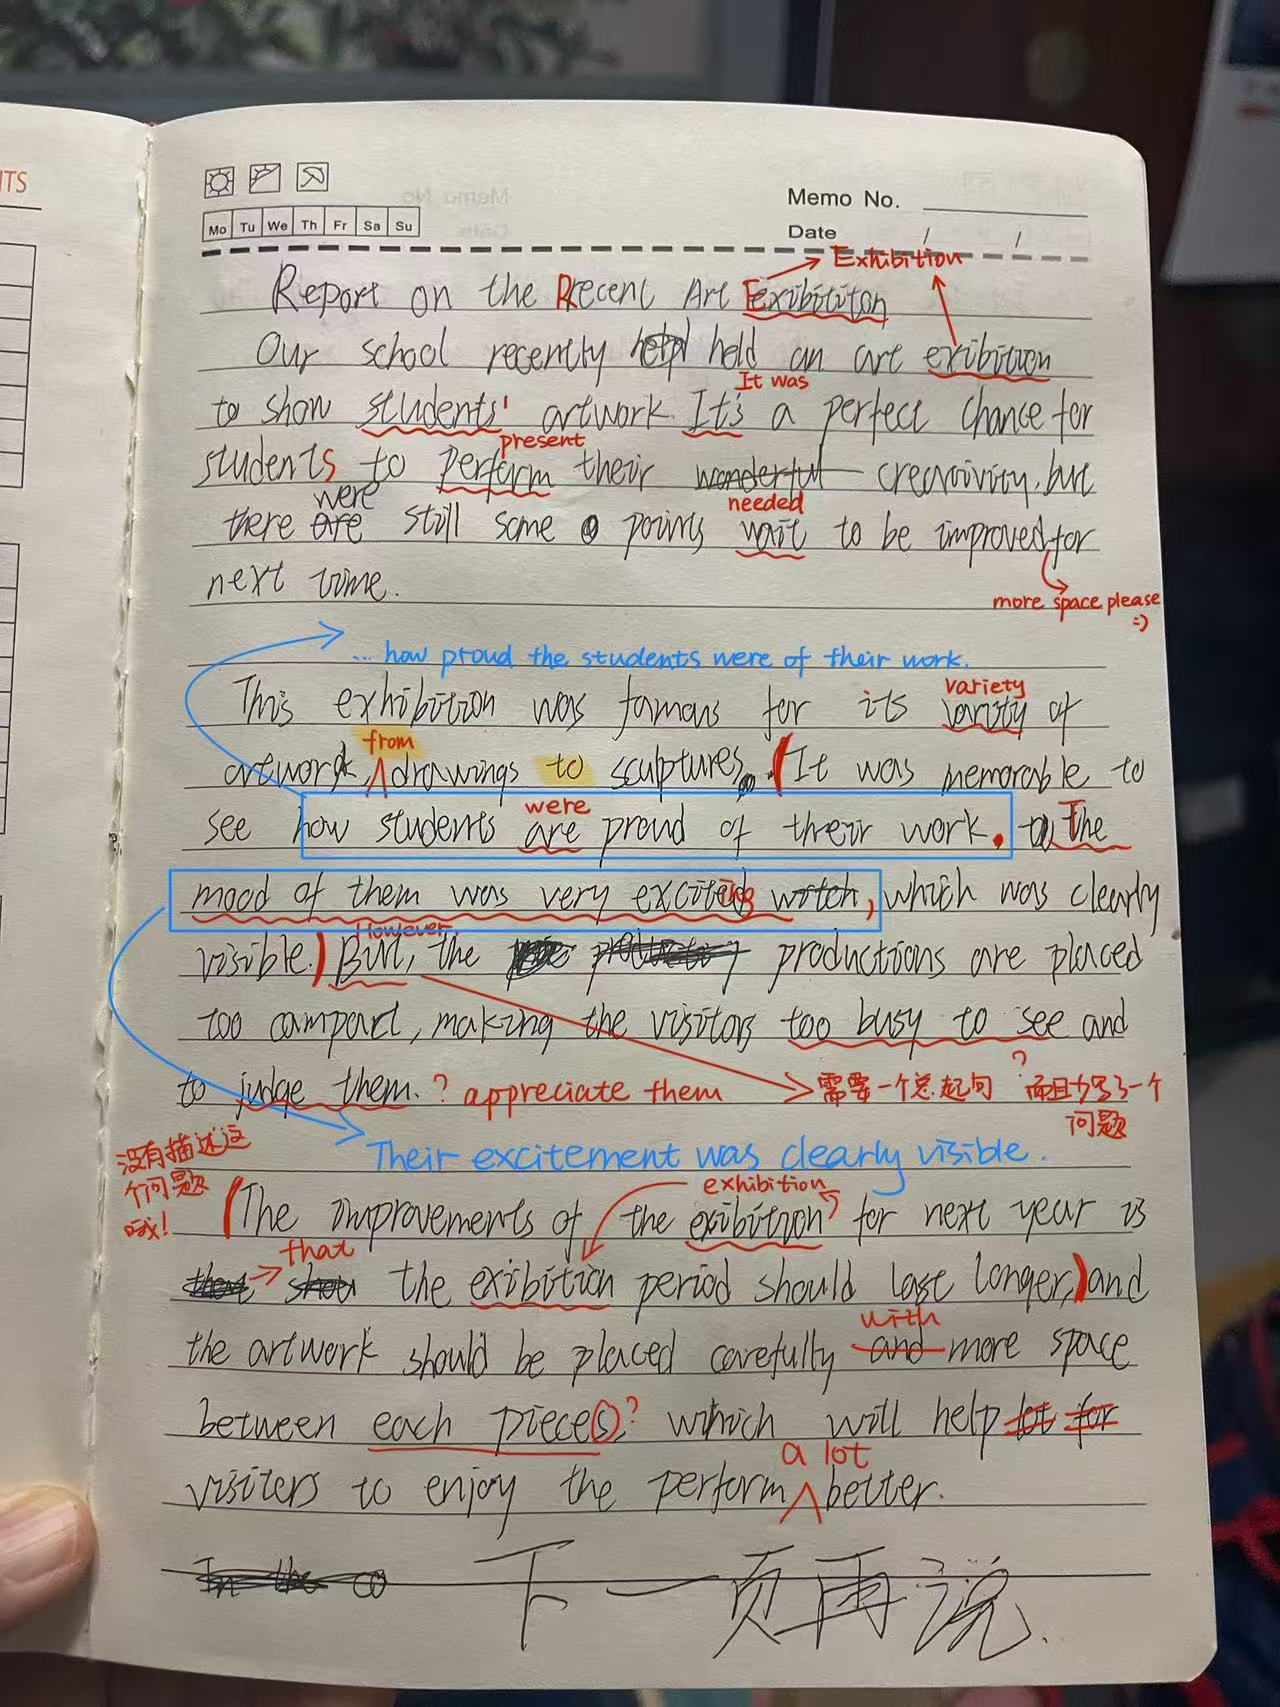 ITS
Memo No.
Mo Tu We Th Fr Sa Su
Date / /
Exhibition
Report on the Recent Art Exibititon
Our school recently held an art exibition
It was
to show students' artwork. It's a perfect chance for
present
students to perform their wonderful creativity, but
were needed
there are still some points wait to be improved, for
next time.
more space please
:)
... how proud the students were of their work.
variety
This exhibition was famous for its varity of
from
artwork drawings to sculptures. (It was memorable to
were
see how students are proud of their work. The
mood of them was very exciting watch, which was clearly
However,
visible.) But, the productions are placed
too compact, making the visitors too busy to see and
?
to judge them. ? appreciate them 需要一个总起句 而且少写了一个
问题
没有描述这
个问题
哦!
Their excitement was clearly visible.
exhibition
(The improvements of the exibition for next year is
that
the exibition period should last longer,) and
with
the artwork should be placed carefully and more space
between each piece(s)? which will help lot for
a lot
visiters to enjoy the perform better.
In the co
下一页再说.